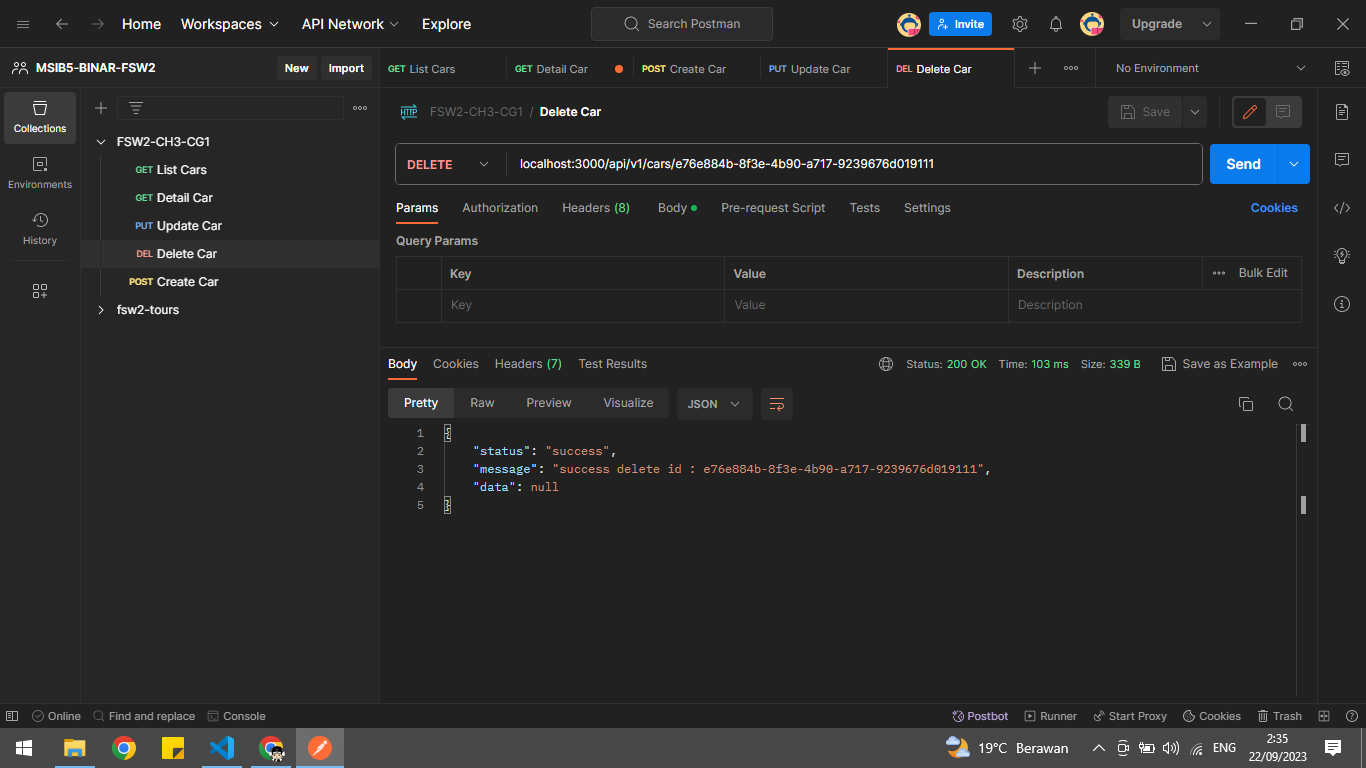 Home Workspaces API Network Explore Search Postman Invite Upgrade
MSIB5-BINAR-FSW2 New Import GET List Cars GET Detail Car POST Create Car PUT Update Car DEL Delete Car No Environment
Collections
Environments
History
FSW2-CH3-CG1
GET List Cars
GET Detail Car
PUT Update Car
DEL Delete Car
POST Create Car
fsw2-tours
HTTP FSW2-CH3-CG1 / Delete Car Save
DELETE localhost:3000/api/v1/cars/e76e884b-8f3e-4b90-a717-9239676d019111 Send
Params Authorization Headers (8) Body Pre-request Script Tests Settings Cookies
Query Params
Key Value Description Bulk Edit
Key Value Description
Body Cookies Headers (7) Test Results Status: 200 OK Time: 103 ms Size: 339 B Save as Example
Pretty Raw Preview Visualize JSON
1 {
2 "status": "success",
3 "message": "success delete id : e76e884b-8f3e-4b90-a717-9239676d019111",
4 "data": null
5 }
Online Find and replace Console Postbot Runner Start Proxy Cookies Trash
19°C Berawan ENG 2:35
22/09/2023